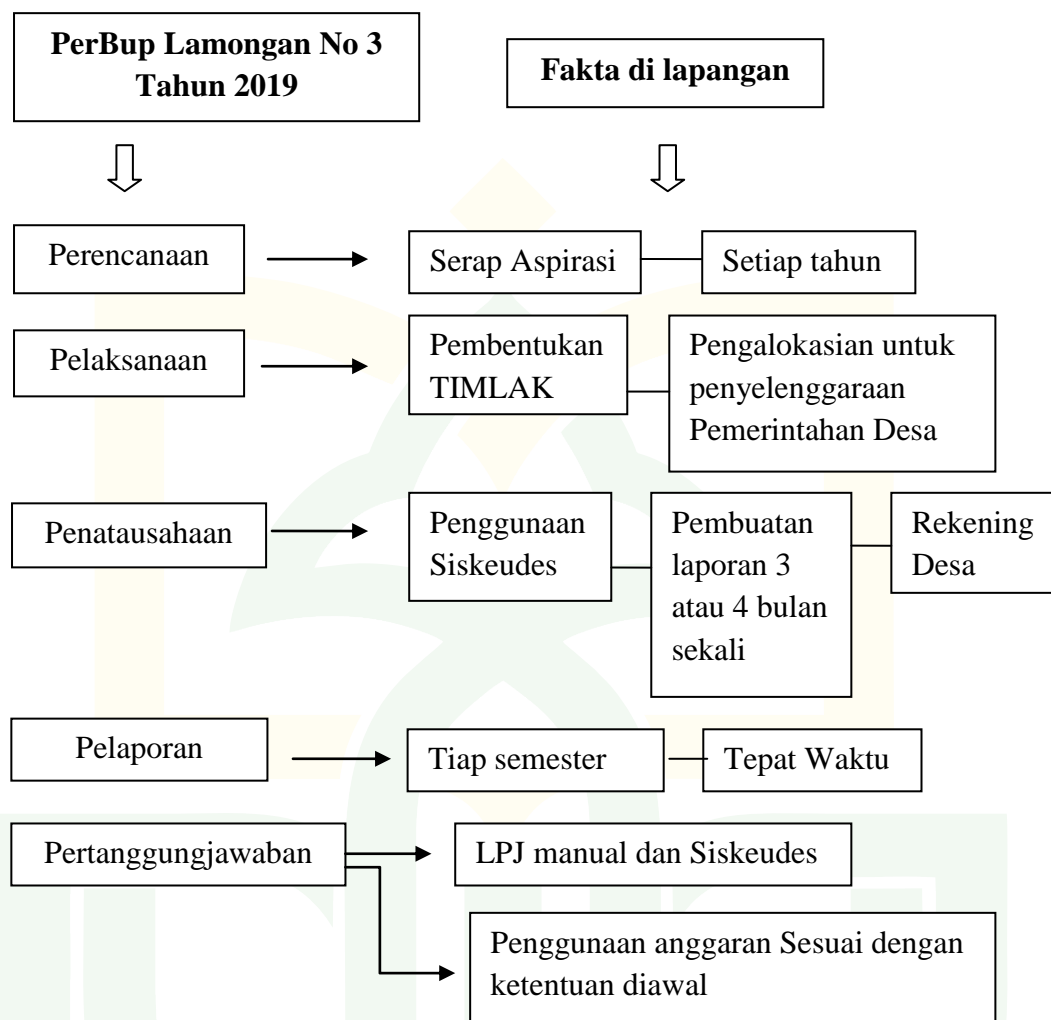 PerBup Lamongan No 3
Tahun 2019
Fakta di lapangan
Perencanaan
Serap Aspirasi
Setiap tahun
Pelaksanaan
Pembentukan
TIMLAK
Pengalokasian untuk
penyelenggaraan
Pemerintahan Desa
Penatausahaan
Penggunaan
Siskeudes
Pembuatan
laporan 3
atau 4 bulan
sekali
Rekening
Desa
Pelaporan
Tiap semester
Tepat Waktu
Pertanggungjawaban
LPJ manual dan Siskeudes
Penggunaan anggaran Sesuai dengan
ketentuan diawal